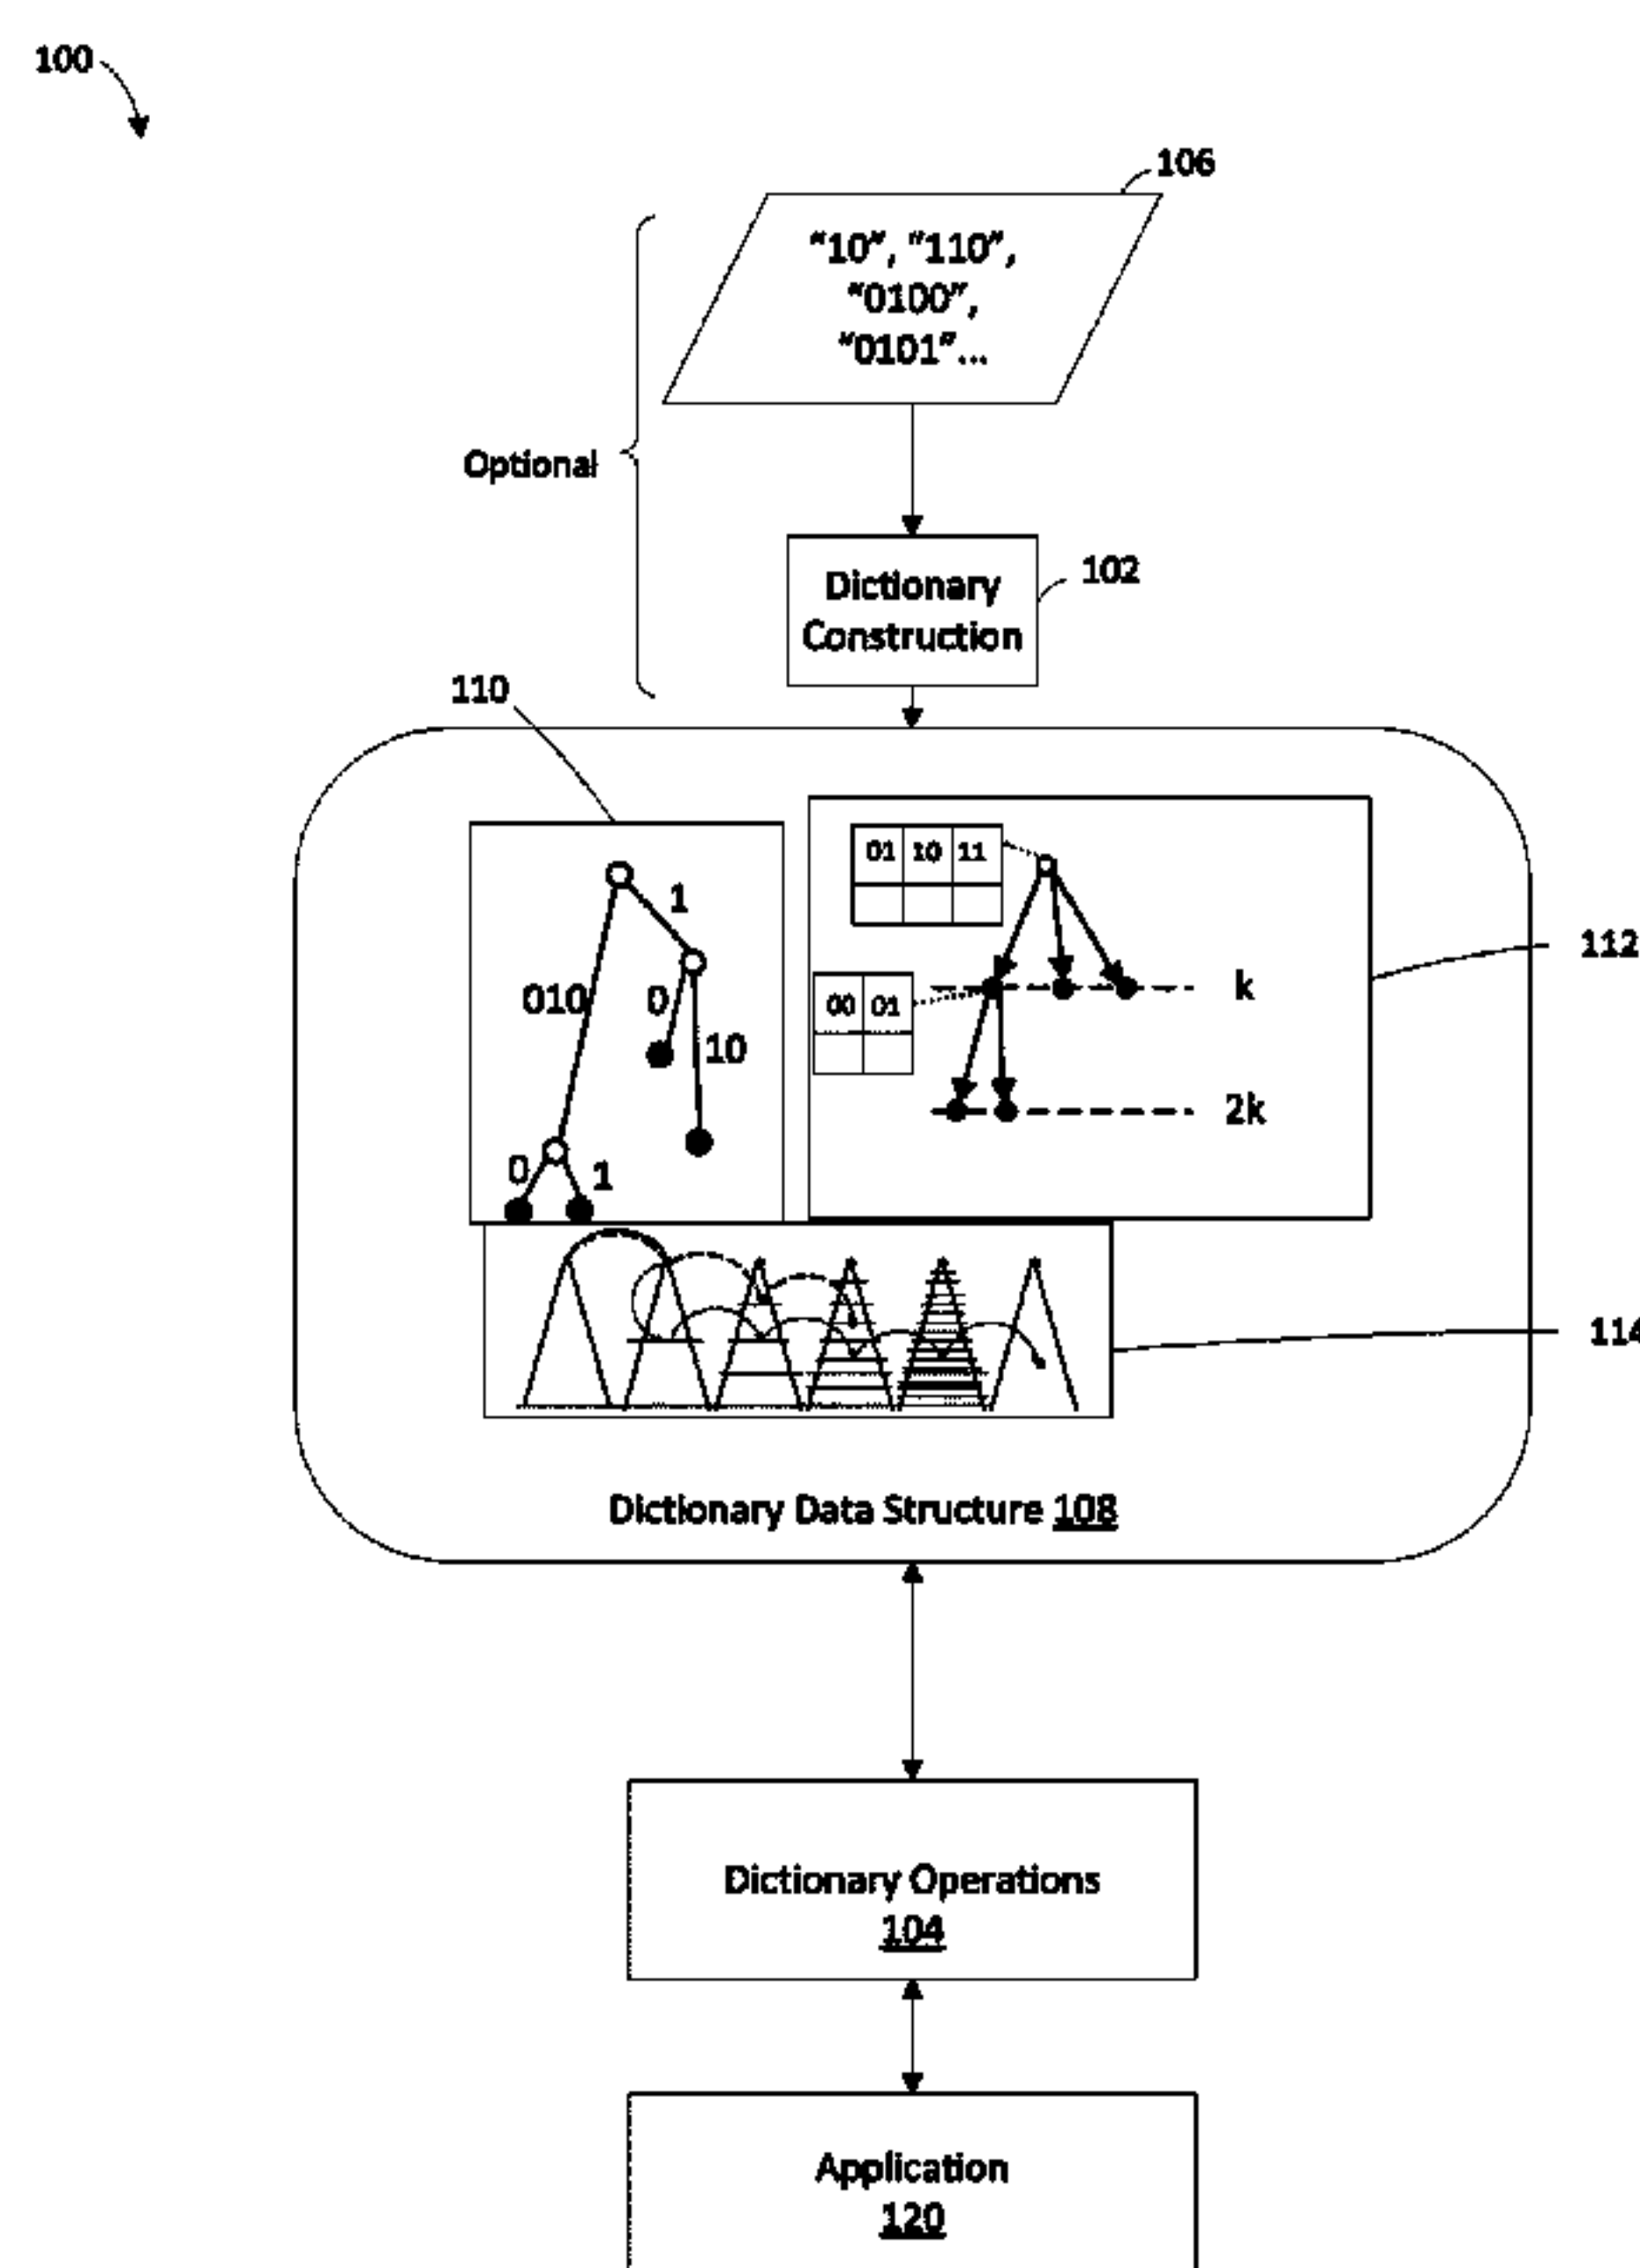 100
106
“10”, “110”,
“0100”,
“0101”...
Optional
Dictionary
Construction
102
110
01 10 11
1
112
010
0
00 01
k
10
2k
0
1
114
Dictionary Data Structure 108
Dictionary Operations
104
Application
120